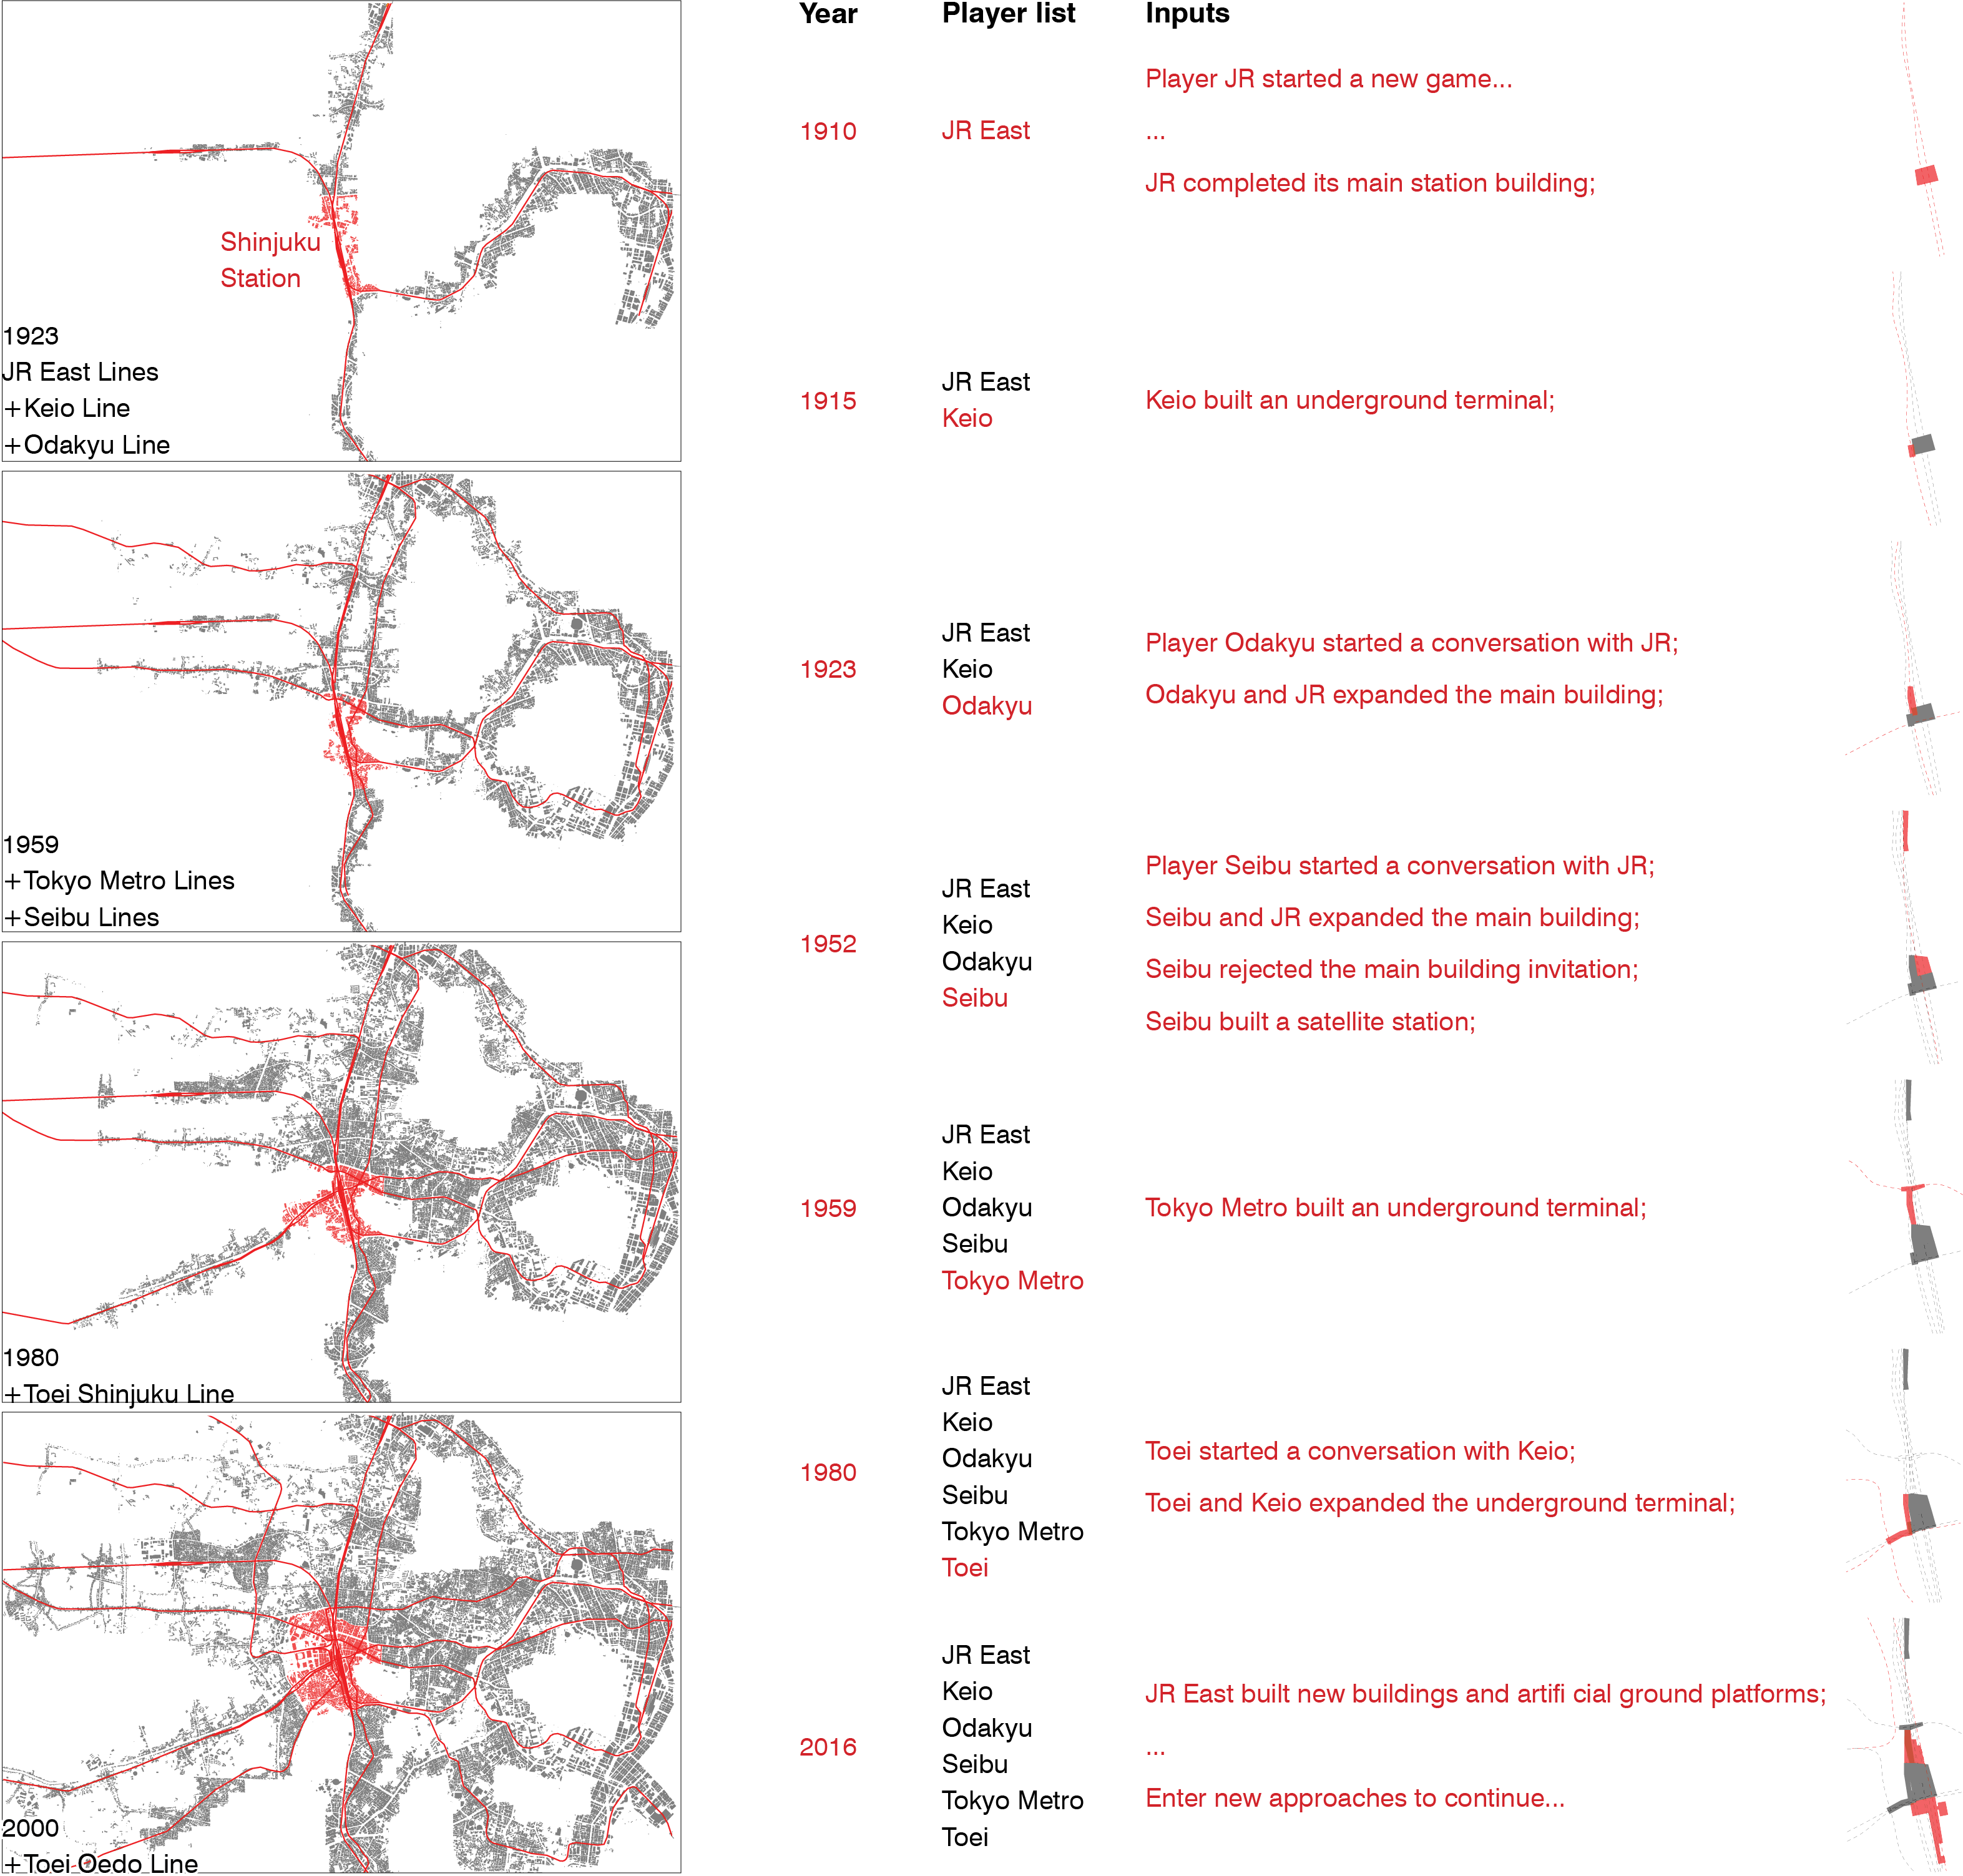 Shinjuku
Station
1923
JR East Lines
+Keio Line
+Odakyu Line
1959
+Tokyo Metro Lines
+Seibu Lines
1980
+Toei Shinjuku Line
2000
+Toei Oedo Line
Year Player list Inputs
Player JR started a new game...
1910 JR East ...
JR completed its main station building;
JR East
1915 Keio built an underground terminal;
Keio
JR East
Player Odakyu started a conversation with JR;
1923 Keio
Odakyu and JR expanded the main building;
Odakyu
Player Seibu started a conversation with JR;
JR East
Seibu and JR expanded the main building;
Keio
1952
Odakyu
Seibu rejected the main building invitation;
Seibu
Seibu built a satellite station;
JR East
Keio
1959 Odakyu Tokyo Metro built an underground terminal;
Seibu
Tokyo Metro
JR East
Keio
Toei started a conversation with Keio;
Odakyu
1980
Seibu
Toei and Keio expanded the underground terminal;
Tokyo Metro
Toei
JR East
Keio
JR East built new buildings and artifi cial ground platforms;
Odakyu
2016 ...
Seibu
Tokyo Metro
Enter new approaches to continue...
Toei